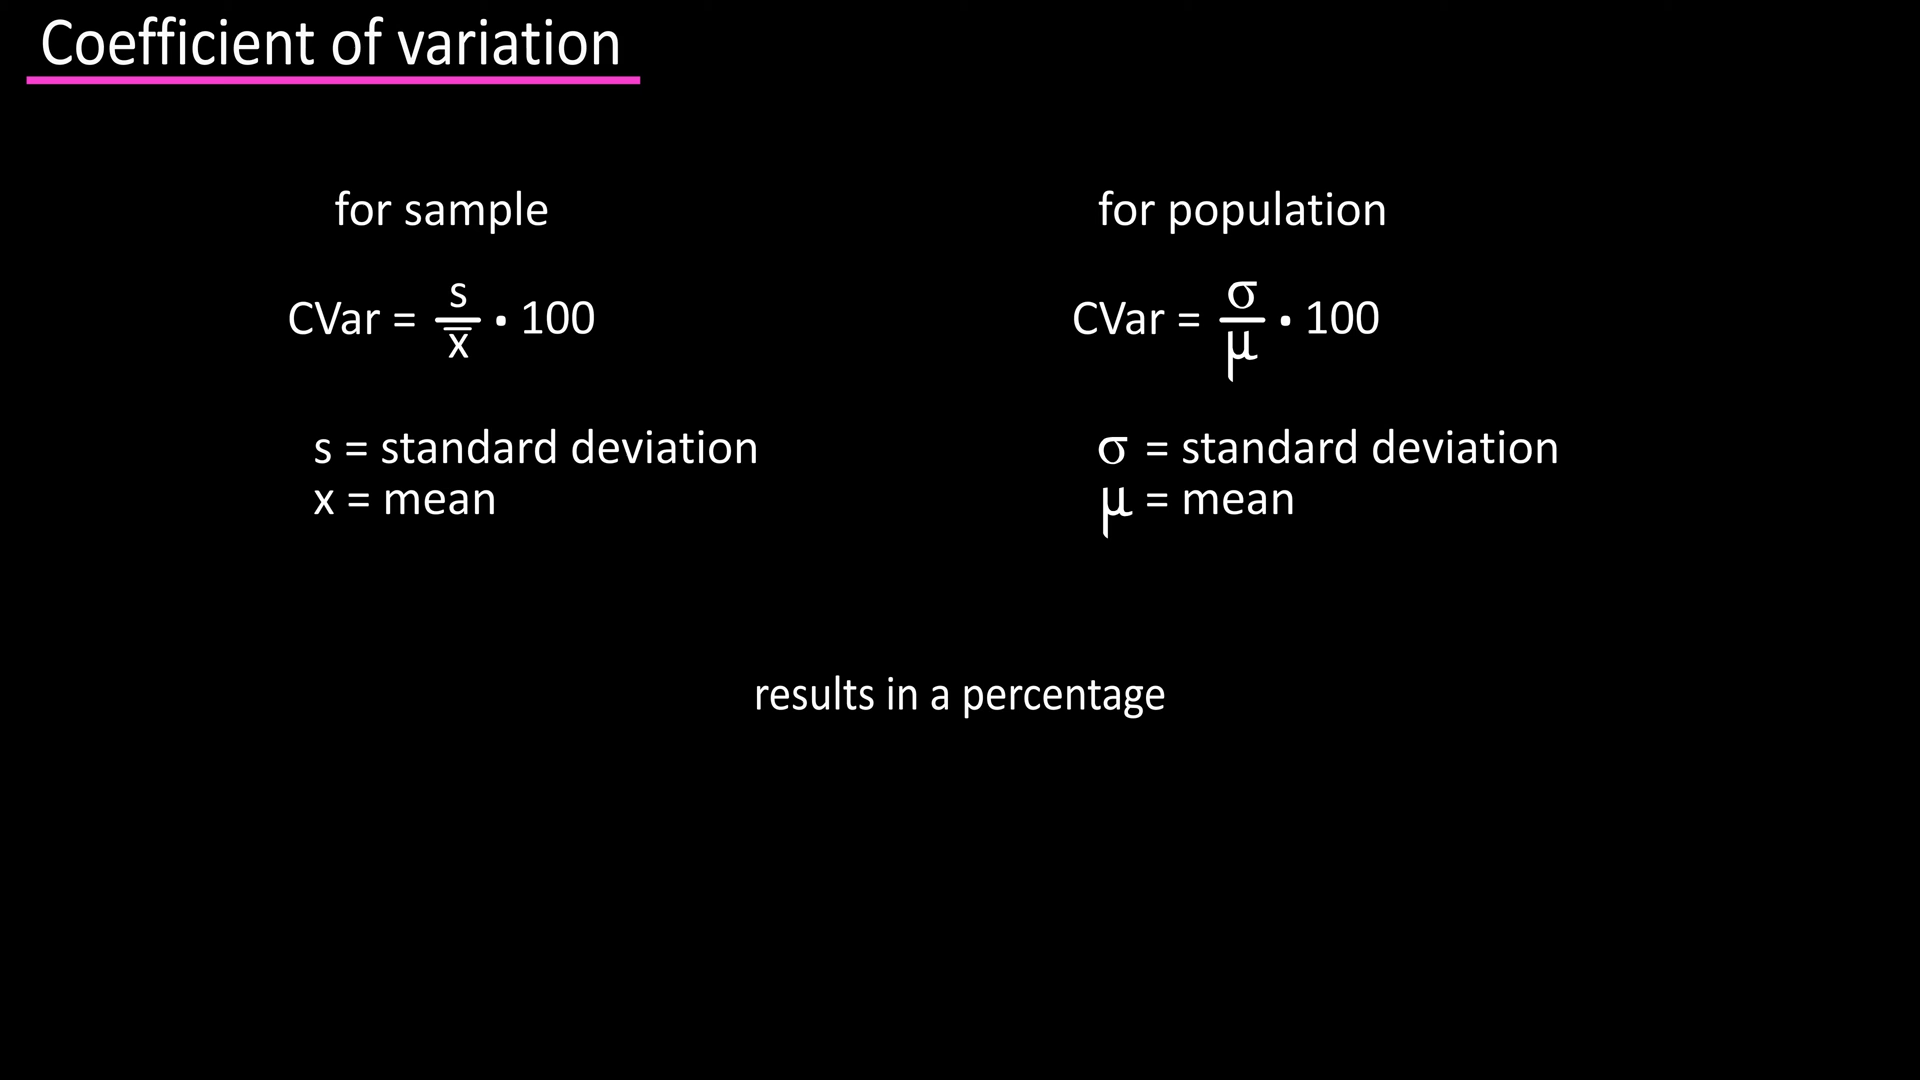 Coefficient of variation
for sample
CVar = s/x̅ • 100
s = standard deviation
x = mean
for population
CVar = σ/μ • 100
σ = standard deviation
μ = mean
results in a percentage